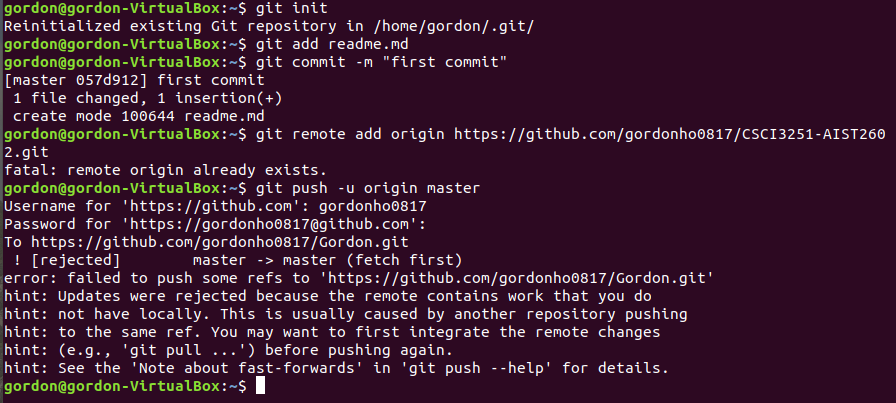 gordon@gordon-VirtualBox:~$ git init
Reinitialized existing Git repository in /home/gordon/.git/
gordon@gordon-VirtualBox:~$ git add readme.md
gordon@gordon-VirtualBox:~$ git commit -m "first commit"
[master 057d912] first commit
 1 file changed, 1 insertion(+)
 create mode 100644 readme.md
gordon@gordon-VirtualBox:~$ git remote add origin https://github.com/gordonho0817/CSCI3251-AIST260
2.git
fatal: remote origin already exists.
gordon@gordon-VirtualBox:~$ git push -u origin master
Username for 'https://github.com': gordonho0817
Password for 'https://gordonho0817@github.com':
To https://github.com/gordonho0817/Gordon.git
 ! [rejected]        master -> master (fetch first)
error: failed to push some refs to 'https://github.com/gordonho0817/Gordon.git'
hint: Updates were rejected because the remote contains work that you do
hint: not have locally. This is usually caused by another repository pushing
hint: to the same ref. You may want to first integrate the remote changes
hint: (e.g., 'git pull ...') before pushing again.
hint: See the 'Note about fast-forwards' in 'git push --help' for details.
gordon@gordon-VirtualBox:~$